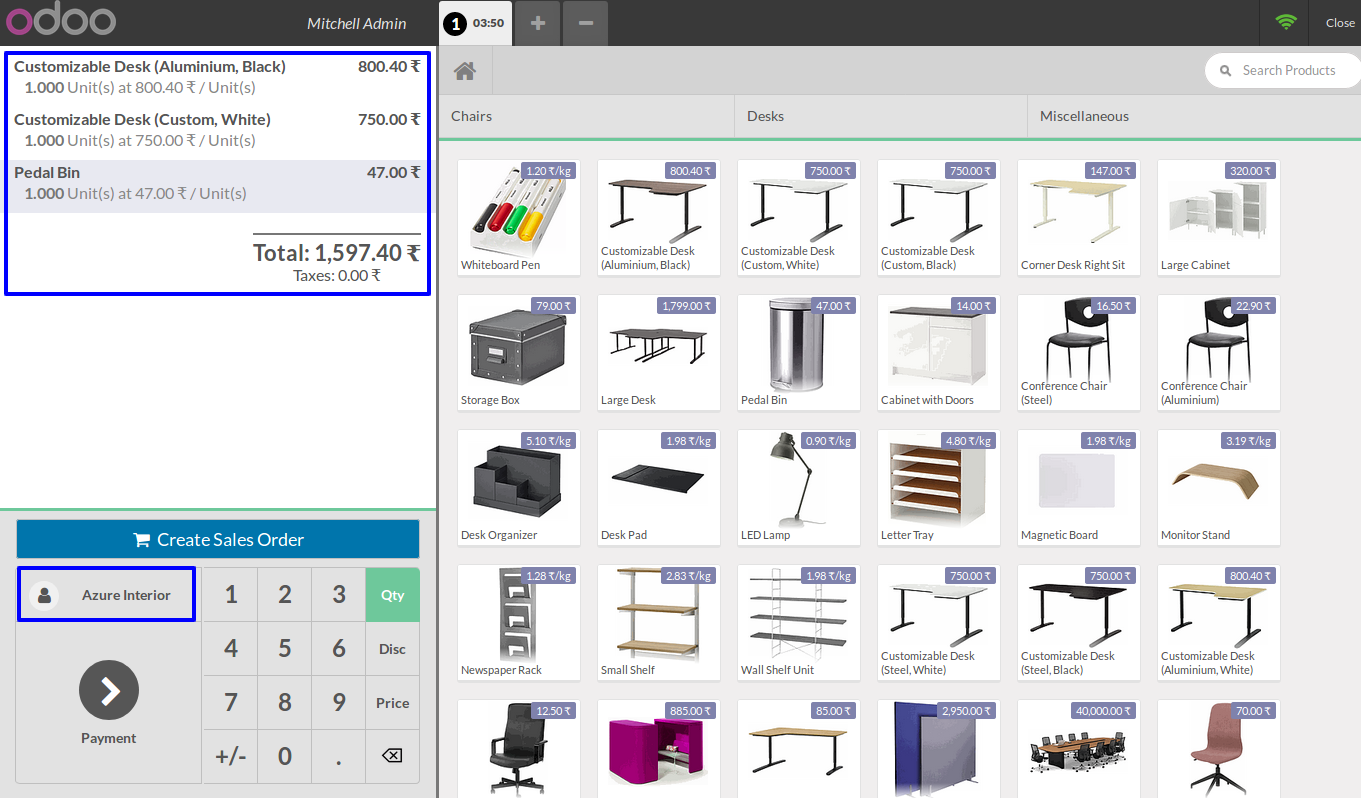 odoo
Mitchell Admin
1 03:50
Close
Customizable Desk (Aluminium, Black) 800.40 ₹
1.000 Unit(s) at 800.40 ₹ / Unit(s)
Customizable Desk (Custom, White) 750.00 ₹
1.000 Unit(s) at 750.00 ₹ / Unit(s)
Pedal Bin 47.00 ₹
1.000 Unit(s) at 47.00 ₹ / Unit(s)
Total: 1,597.40 ₹
Taxes: 0.00 ₹
Create Sales Order
Azure Interior
Payment
1 2 3 Qty
4 5 6 Disc
7 8 9 Price
+/- 0 .
Search Products
Chairs Desks Miscellaneous
1.20 ₹/kg
Whiteboard Pen
800.40 ₹
Customizable Desk
(Aluminium, Black)
750.00 ₹
Customizable Desk
(Custom, White)
750.00 ₹
Customizable Desk
(Custom, Black)
147.00 ₹
Corner Desk Right Sit
320.00 ₹
Large Cabinet
79.00 ₹
Storage Box
1,799.00 ₹
Large Desk
47.00 ₹
Pedal Bin
14.00 ₹
Cabinet with Doors
16.50 ₹
Conference Chair
(Steel)
22.90 ₹
Conference Chair
(Aluminium)
5.10 ₹/kg
Desk Organizer
1.98 ₹/kg
Desk Pad
0.90 ₹/kg
LED Lamp
4.80 ₹/kg
Letter Tray
1.98 ₹/kg
Magnetic Board
3.19 ₹/kg
Monitor Stand
1.28 ₹/kg
Newspaper Rack
2.83 ₹/kg
Small Shelf
1.98 ₹/kg
Wall Shelf Unit
750.00 ₹
Customizable Desk
(Steel, White)
750.00 ₹
Customizable Desk
(Steel, Black)
800.40 ₹
Customizable Desk
(Aluminium, White)
12.50 ₹
885.00 ₹
85.00 ₹
2,950.00 ₹
40,000.00 ₹
70.00 ₹